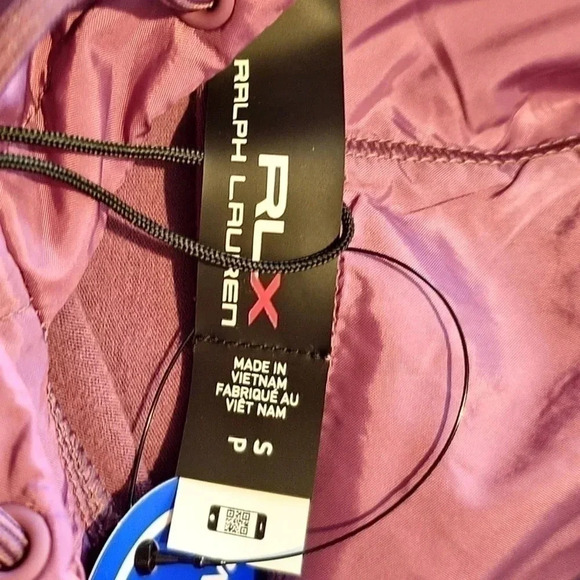 RLX
RALPH LAUREN
MADE IN
VIETNAM
FABRIQUÉ AU
VIÊT NAM
S
P